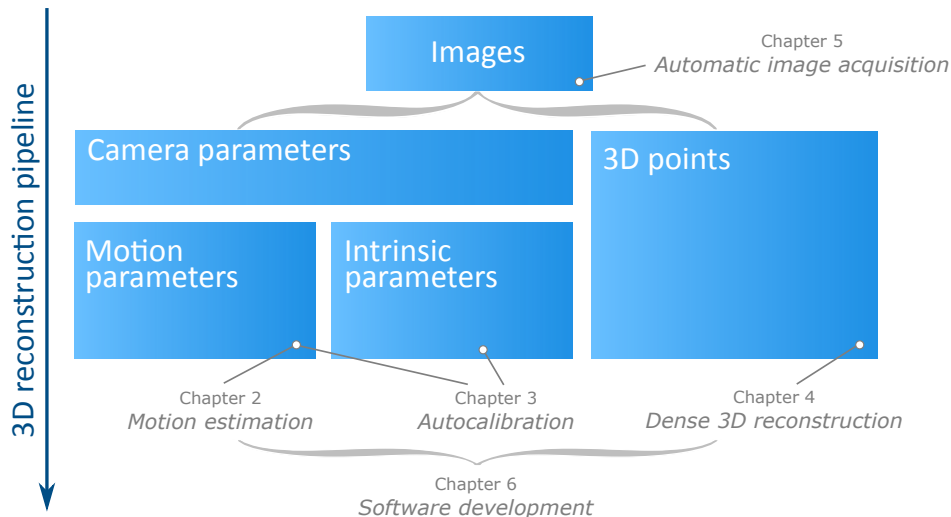 3D reconstruction pipeline
Images
Chapter 5
Automatic image acquisition
Camera parameters
3D points
Motion
parameters
Intrinsic
parameters
Chapter 2
Motion estimation
Chapter 3
Autocalibration
Chapter 4
Dense 3D reconstruction
Chapter 6
Software development